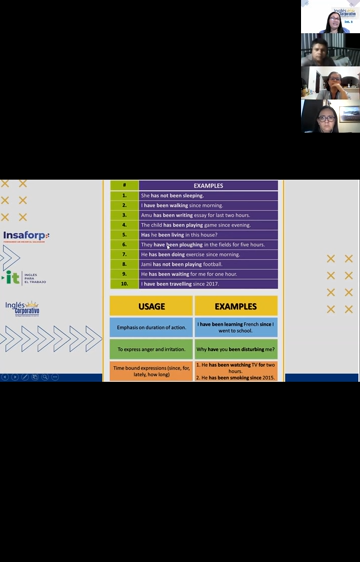 Inglés
Corporativo
# EXAMPLES
1. She has not been sleeping.
2. I have been walking since morning.
3. Amu has been writing essay for last two hours.
4. The child has been playing game since evening.
5. Has he been living in this house?
6. They have been ploughing in the fields for five hours.
7. He has been doing exercise since morning.
8. Jami has not been playing football.
9. He has been waiting for me for one hour.
10. I have been travelling since 2017.
Insaforp
it INGLÉS PARA EL TRABAJO
Inglés
Corporativo
USAGE EXAMPLES
Emphasis on duration of action. I have been learning French since I
went to school.
To express anger and irritation. Why have you been disturbing me?
Time bound expressions (since, for,
lately, how long)
1. He has been watching TV for two
hours.
2. He has been smoking since 2015.